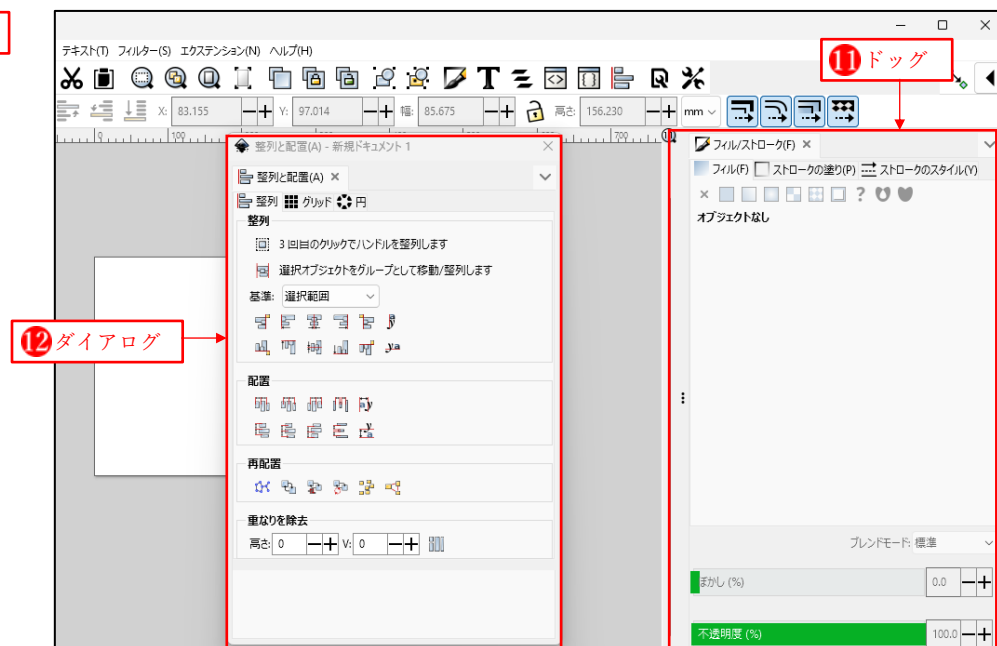 テキスト(T) フィルター(S) エクステンション(N) ヘルプ(H)
⓫ドッグ
X: 83.155 Y: 97.014 幅: 85.675 高さ: 156.230 mm
0 100 700
整列と配置(A) - 新規ドキュメント 1
フィル/ストローク(F)
整列と配置(A)
フィル(F) ストロークの塗り(P) ストロークのスタイル(Y)
整列 グリッド 円
整列
オブジェクトなし
3 回目のクリックでハンドルを整列します
選択オブジェクトをグループとして移動/整列します
基準: 選択範囲
⓬ダイアログ
配置
再配置
重なりを除去
高さ: 0 V: 0
ブレンドモード: 標準
ぼかし (%) 0.0
不透明度 (%) 100.0